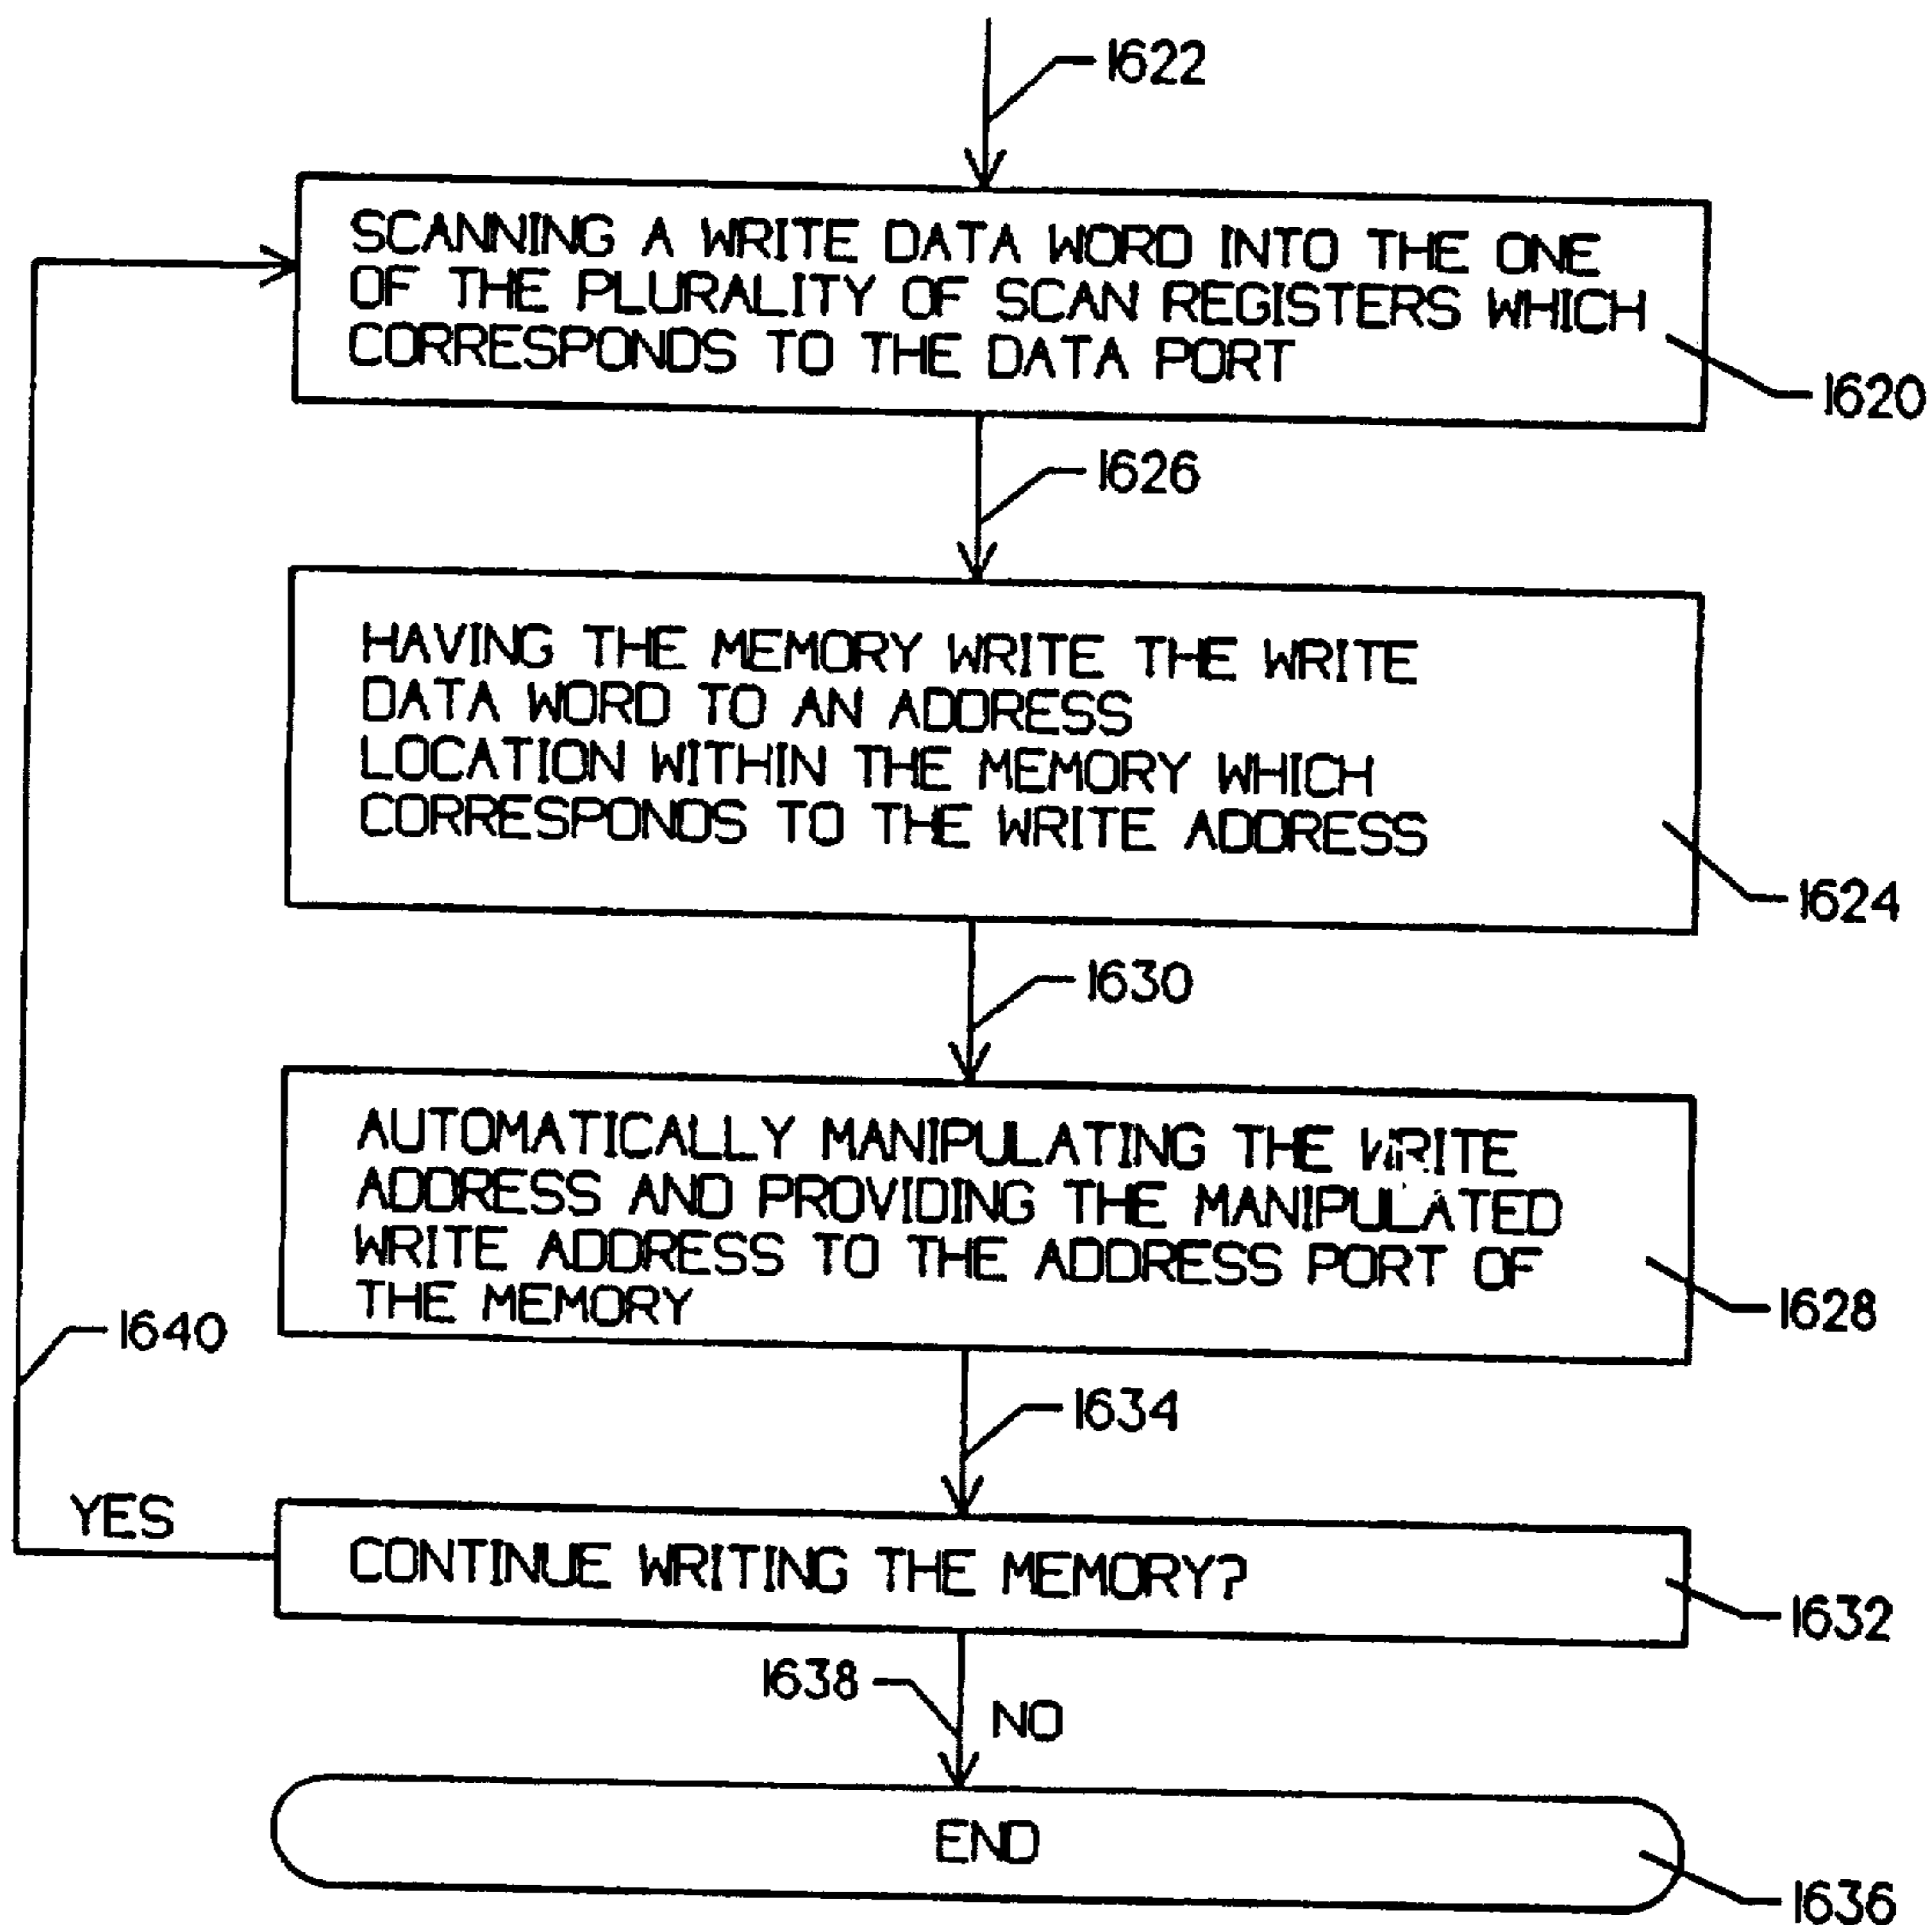 1622
SCANNING A WRITE DATA WORD INTO THE ONE
OF THE PLURALITY OF SCAN REGISTERS WHICH
CORRESPONDS TO THE DATA PORT
1620
1626
HAVING THE MEMORY WRITE THE WRITE
DATA WORD TO AN ADDRESS
LOCATION WITHIN THE MEMORY WHICH
CORRESPONDS TO THE WRITE ADDRESS
1624
1630
AUTOMATICALLY MANIPULATING THE WRITE
ADDRESS AND PROVIDING THE MANIPULATED
WRITE ADDRESS TO THE ADDRESS PORT OF
THE MEMORY
1628
1640
1634
YES
CONTINUE WRITING THE MEMORY?
1632
1638
NO
END
1636